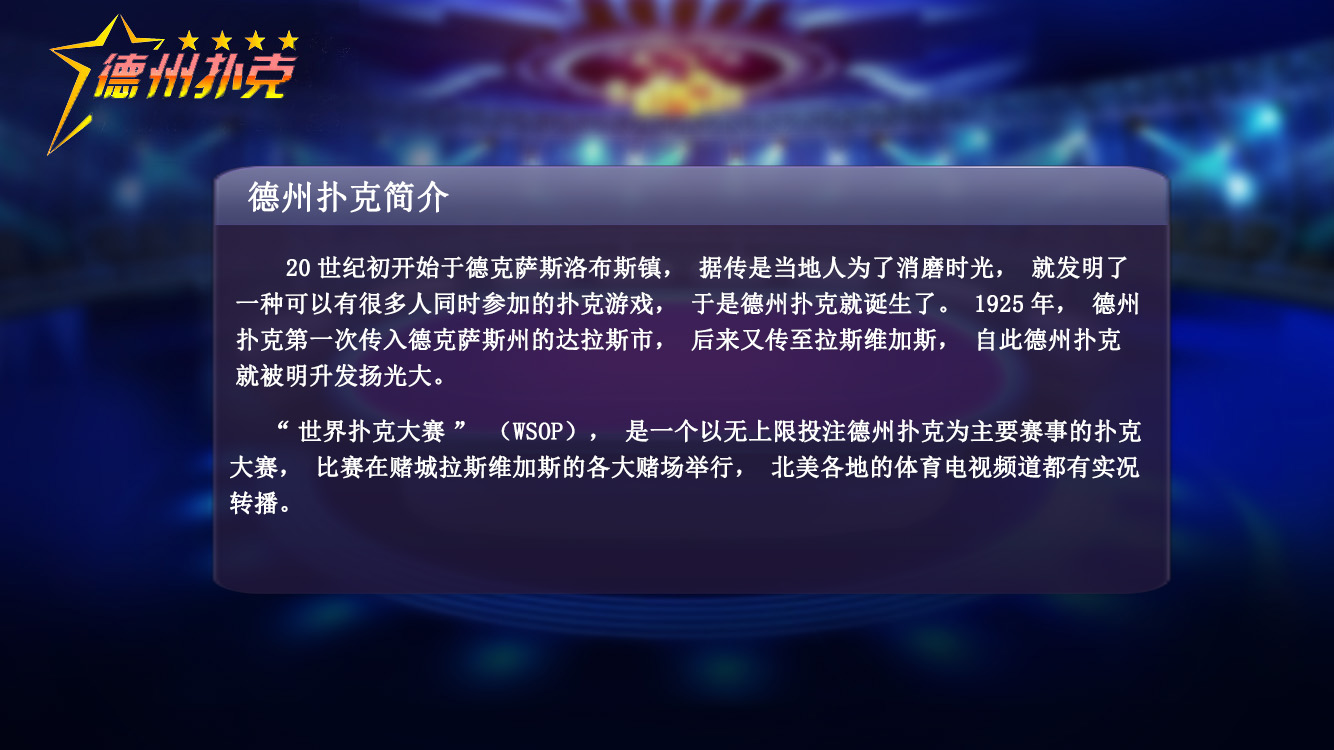 德州扑克
德州扑克简介
20 世纪初开始于德克萨斯洛布斯镇， 据传是当地人为了消磨时光， 就发明了
一种可以有很多人同时参加的扑克游戏， 于是德州扑克就诞生了。 1925 年， 德州
扑克第一次传入德克萨斯州的达拉斯市， 后来又传至拉斯维加斯， 自此德州扑克
就被明升发扬光大。
“ 世界扑克大赛 ” （WSOP）， 是一个以无上限投注德州扑克为主要赛事的扑克
大赛， 比赛在赌城拉斯维加斯的各大赌场举行， 北美各地的体育电视频道都有实况
转播。